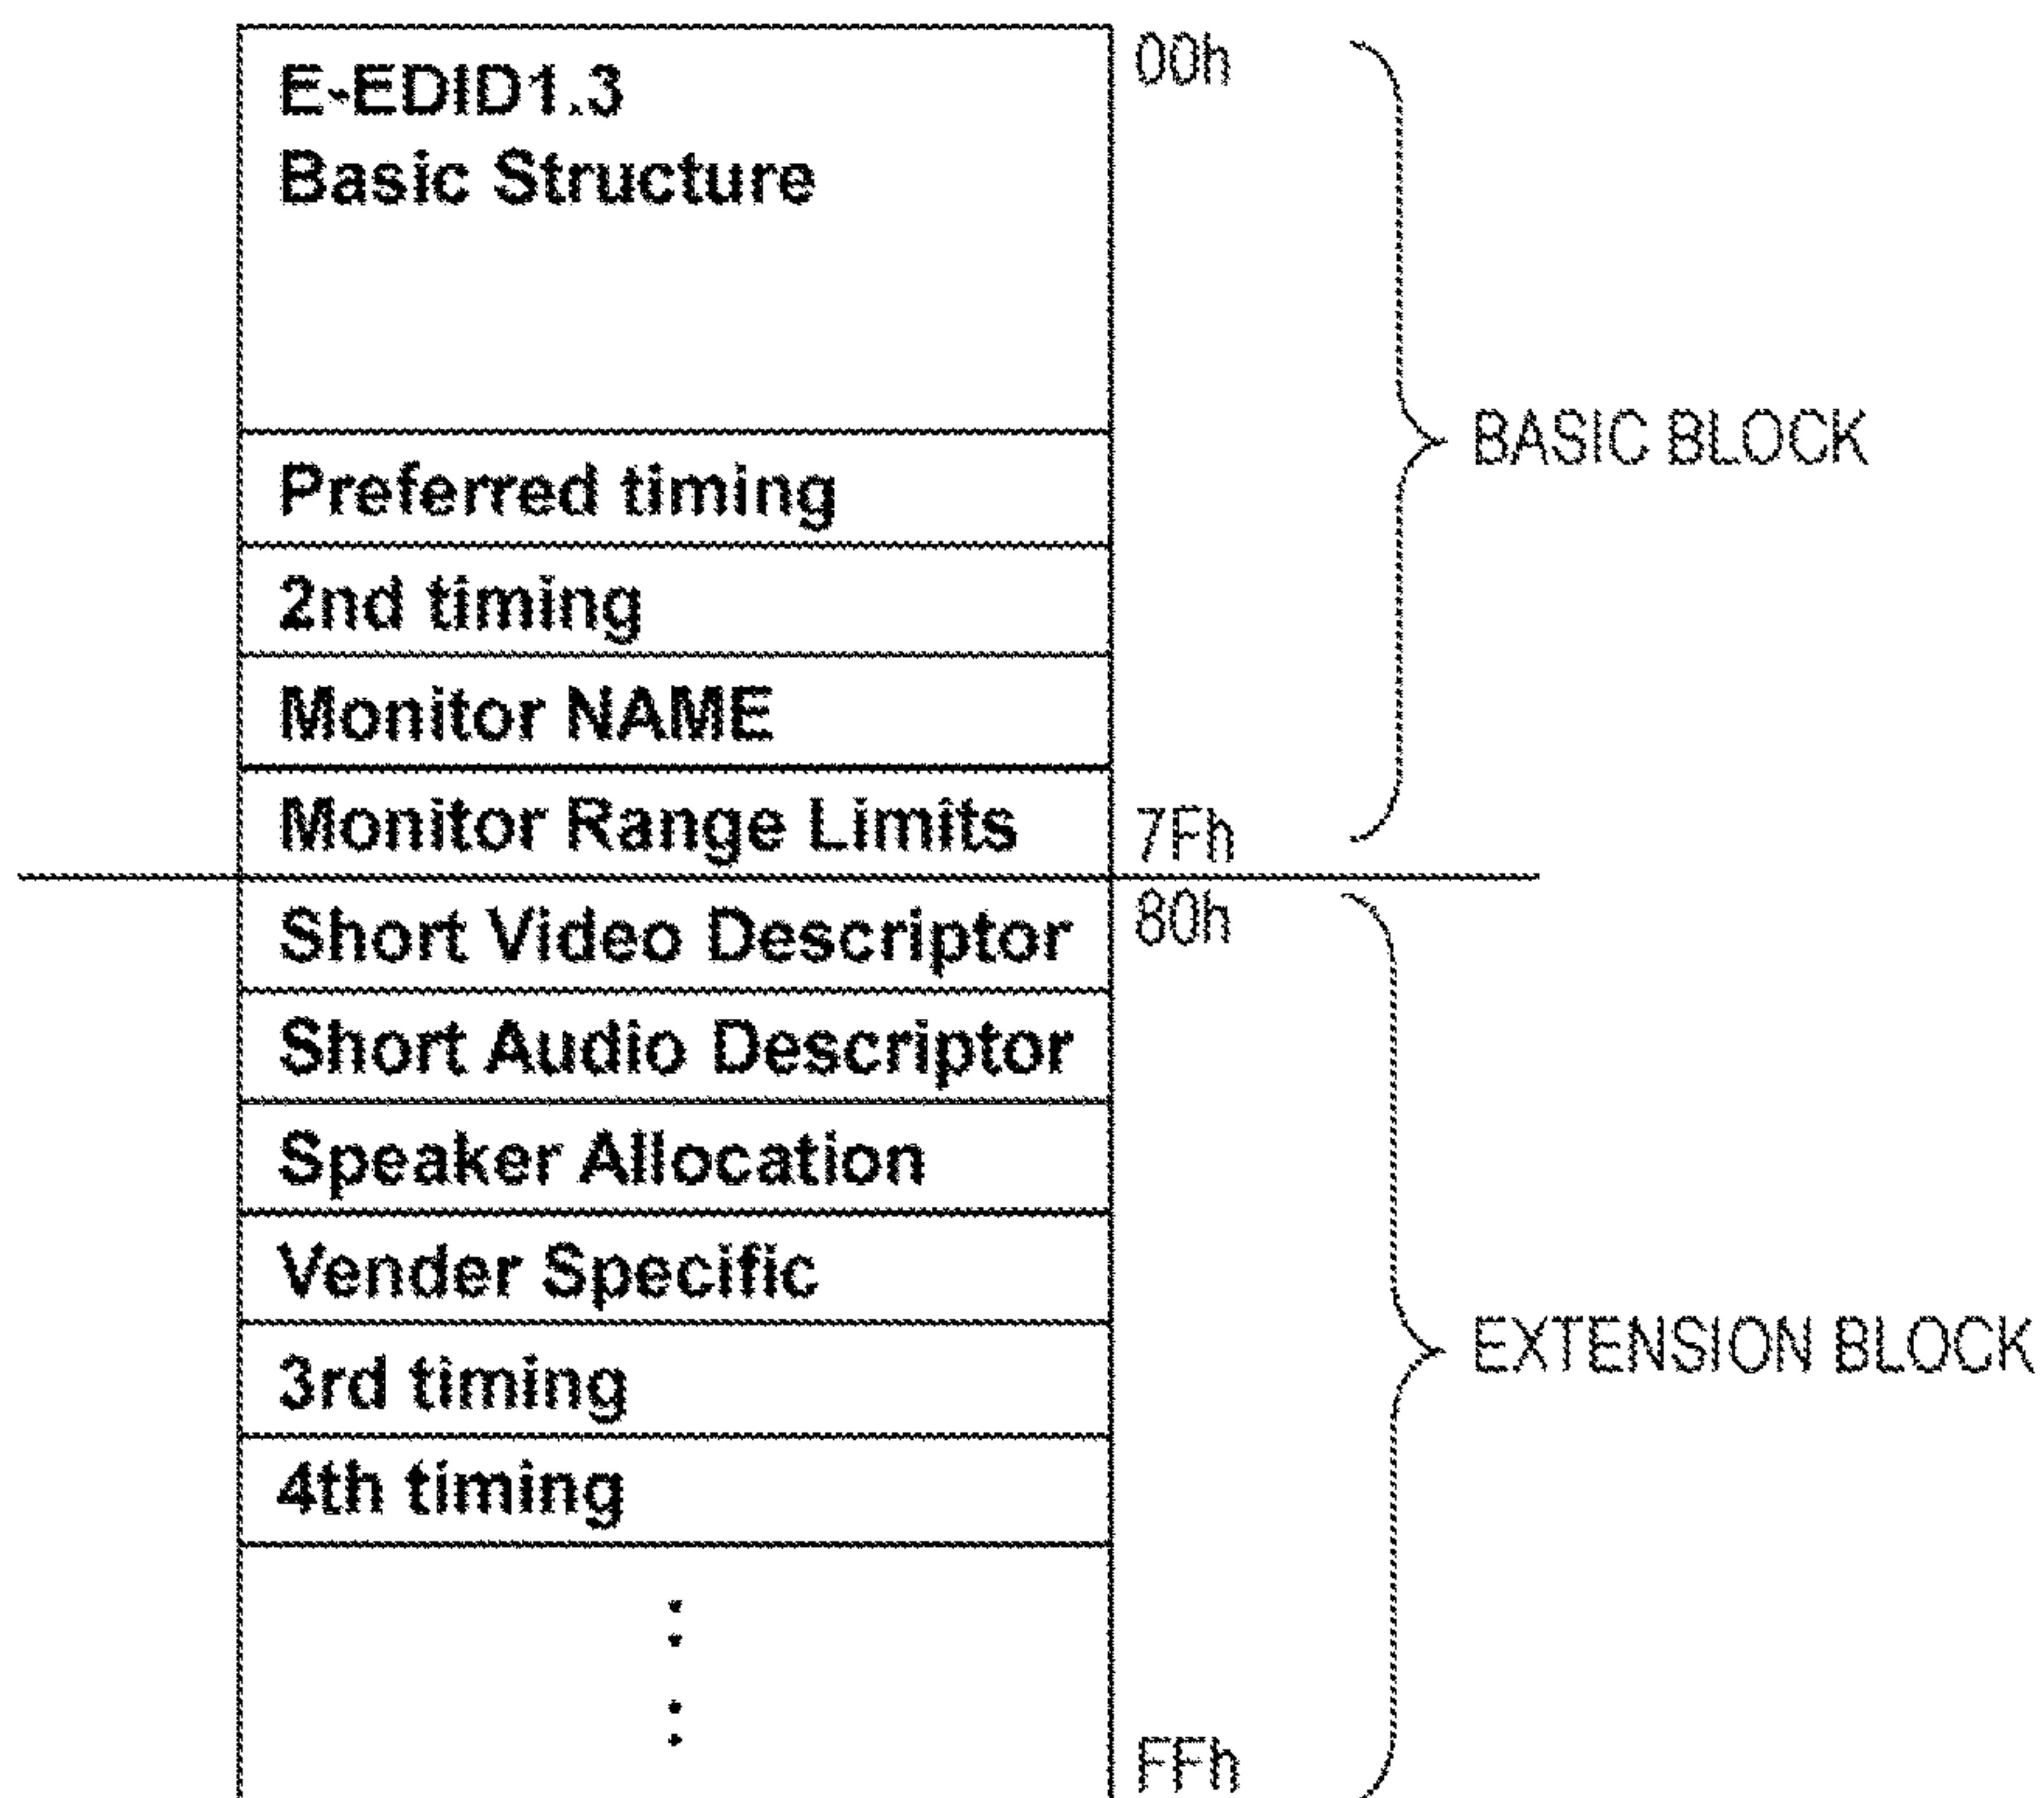 E-EDID1.3
Basic Structure
00h
BASIC BLOCK
Preferred timing
2nd timing
Monitor NAME
Monitor Range Limits
7Fh
Short Video Descriptor
80h
Short Audio Descriptor
Speaker Allocation
Vender Specific
EXTENSION BLOCK
3rd timing
4th timing
FFh